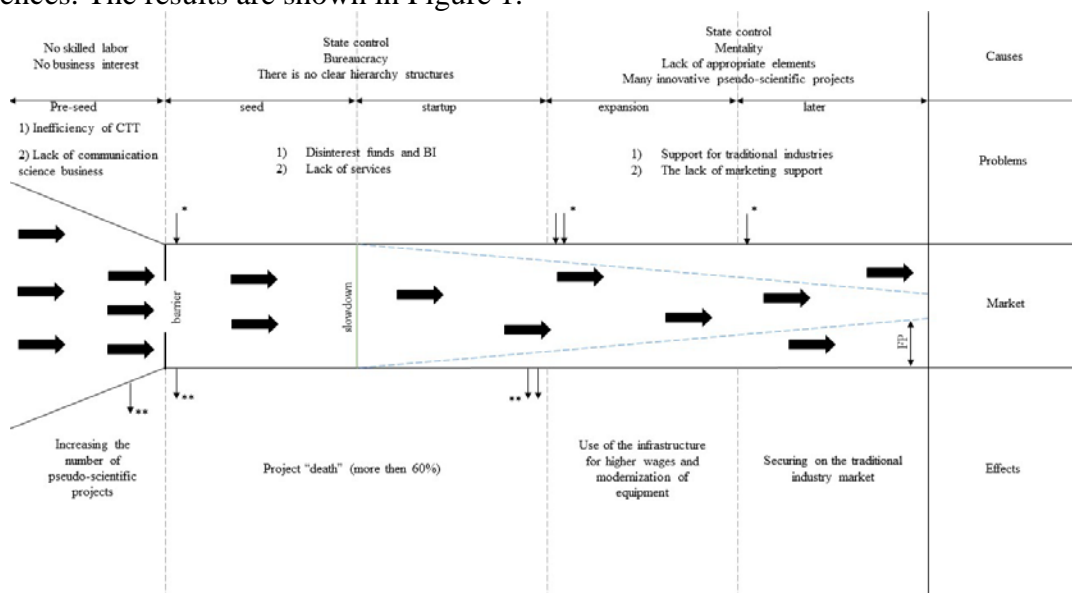 ences. The results are shown in Figure 1.
No skilled labor
No business interest
State control
Bureaucracy
There is no clear hierarchy structures
State control
Mentality
Lack of appropriate elements
Many innovative pseudo-scientific projects
Causes
Pre-seed
seed
startup
expansion
later
1) Inefficiency of CTT
2) Lack of communication
science business
1) Disinterest funds and BI
2) Lack of services
1) Support for traditional industries
2) The lack of marketing support
Problems
*
*
*
barrier
slowdown
FP
Market
**
**
**
Increasing the
number of
pseudo-scientific
projects
Project “death” (more then 60%)
Use of the infrastructure
for higher wages and
modernization of
equipment
Securing on the traditional
industry market
Effects